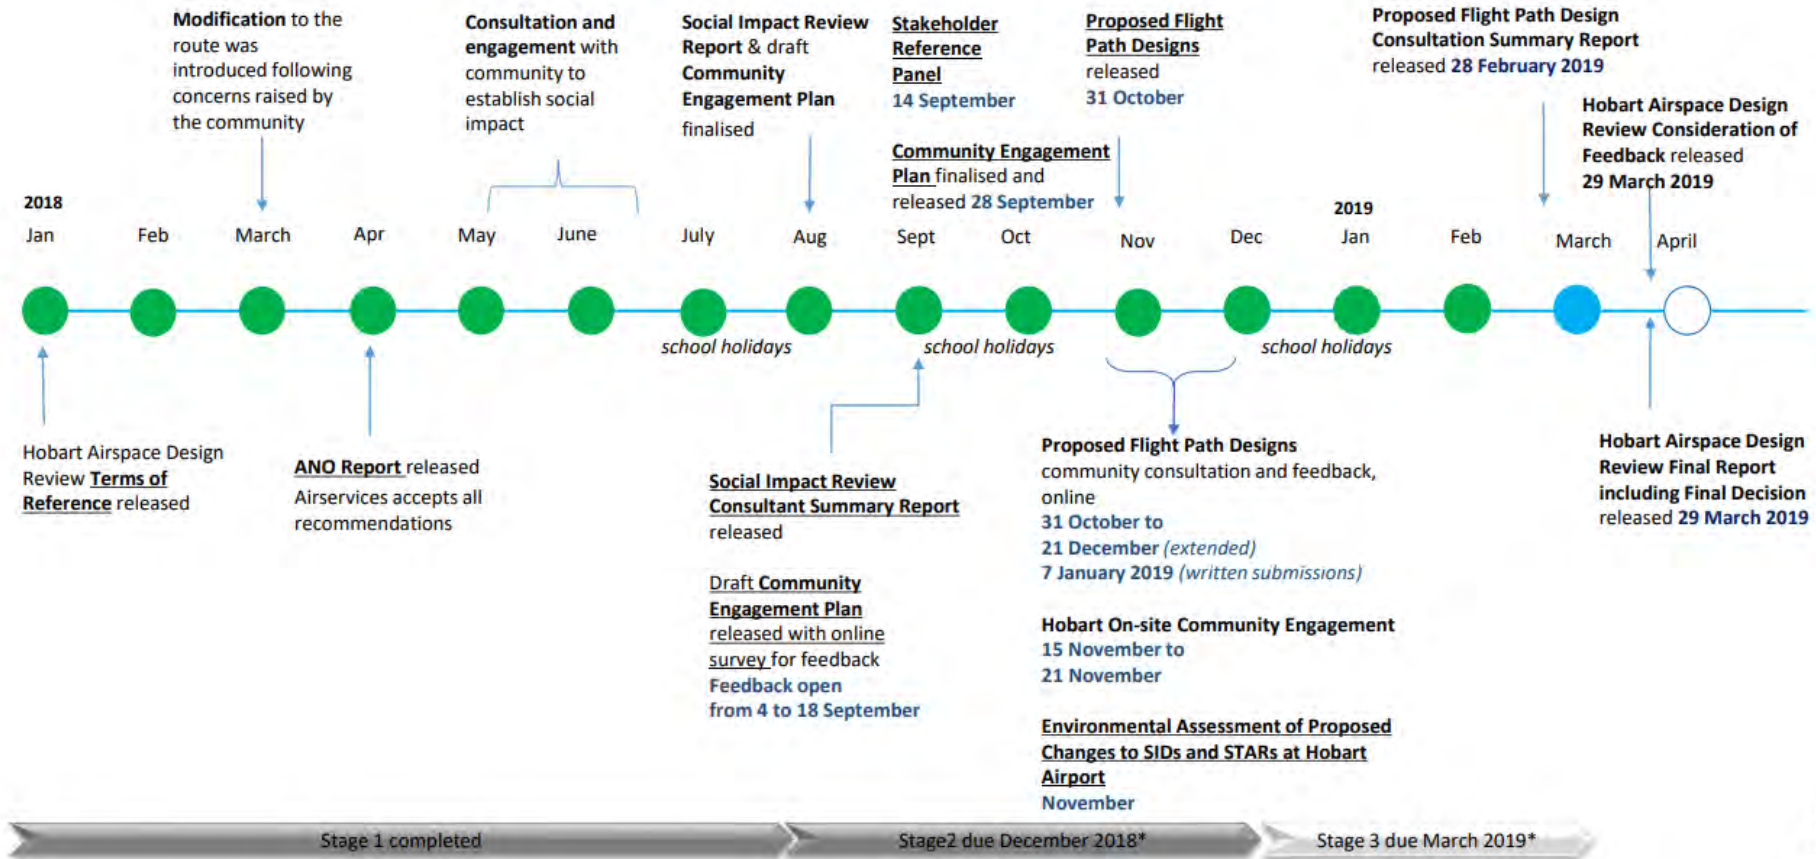 Modification to the
route was
introduced following
concerns raised by
the community
Consultation and
engagement with
community to
establish social
impact
Social Impact Review
Report & draft
Community
Engagement Plan
finalised
Stakeholder
Reference
Panel
14 September
Community Engagement
Plan finalised and
released 28 September
Proposed Flight
Path Designs
released
31 October
Proposed Flight Path Design
Consultation Summary Report
released 28 February 2019
Hobart Airspace Design
Review Consideration of
Feedback released
29 March 2019
2018
2019
Jan
Feb
March
Apr
May
June
July
Aug
Sept
Oct
Nov
Dec
Jan
Feb
March
April
school holidays
school holidays
school holidays
Hobart Airspace Design
Review Terms of
Reference released
ANO Report released
Airservices accepts all
recommendations
Social Impact Review
Consultant Summary Report
released
Draft Community
Engagement Plan
released with online
survey for feedback
Feedback open
from 4 to 18 September
Proposed Flight Path Designs
community consultation and feedback,
online
31 October to
21 December (extended)
7 January 2019 (written submissions)
Hobart On-site Community Engagement
15 November to
21 November
Environmental Assessment of Proposed
Changes to SIDs and STARs at Hobart
Airport
November
Hobart Airspace Design
Review Final Report
including Final Decision
released 29 March 2019
Stage 1 completed
Stage2 due December 2018*
Stage 3 due March 2019*